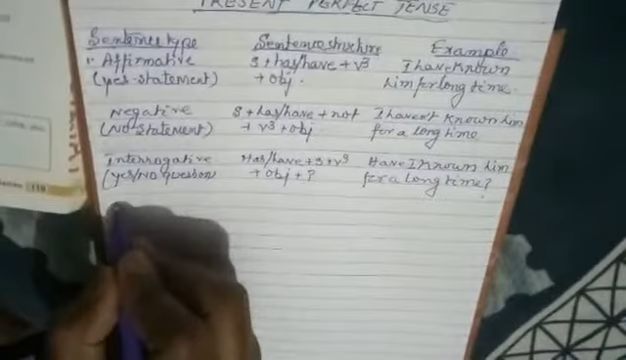 PRESENT PERFECT TENSE
Sentence type Sentence structure Example
1. Affirmative S+has/have+v3 I have known
(yes-statement) +obj. him for long time.
Negative S+has/have+not I haven't known him
(No-statement) +v3+obj for a long time
Interrogative Has/have+s+v3 Have I known him
(yes/No question +obj+? for a long time?
110